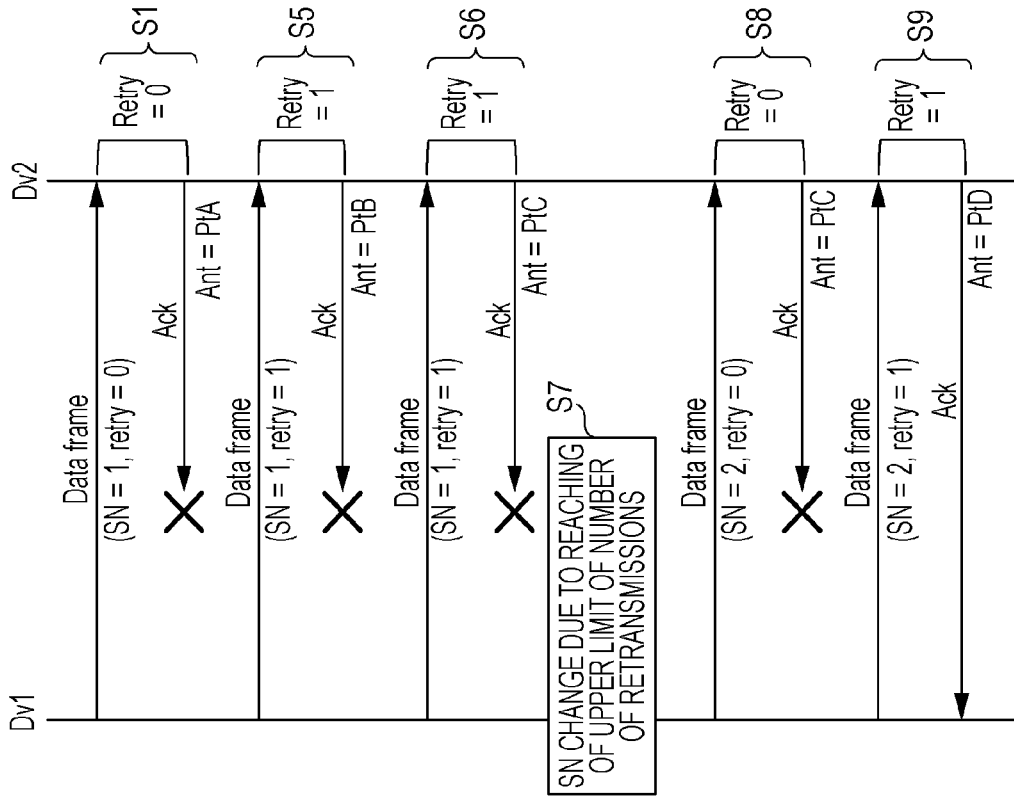 Dv1
Dv2
Data frame
(SN = 1, retry = 0)
Ack
Ant = PtA
Retry
= 0
S1
Data frame
(SN = 1, retry = 1)
Ack
Ant = PtB
Retry
= 1
S5
Data frame
(SN = 1, retry = 1)
Ack
Ant = PtC
Retry
= 1
S6
SN CHANGE DUE TO REACHING
OF UPPER LIMIT OF NUMBER
OF RETRANSMISSIONS
S7
Data frame
(SN = 2, retry = 0)
Ack
Ant = PtC
Retry
= 0
S8
Data frame
(SN = 2, retry = 1)
Ack
Ant = PtD
Retry
= 1
S9